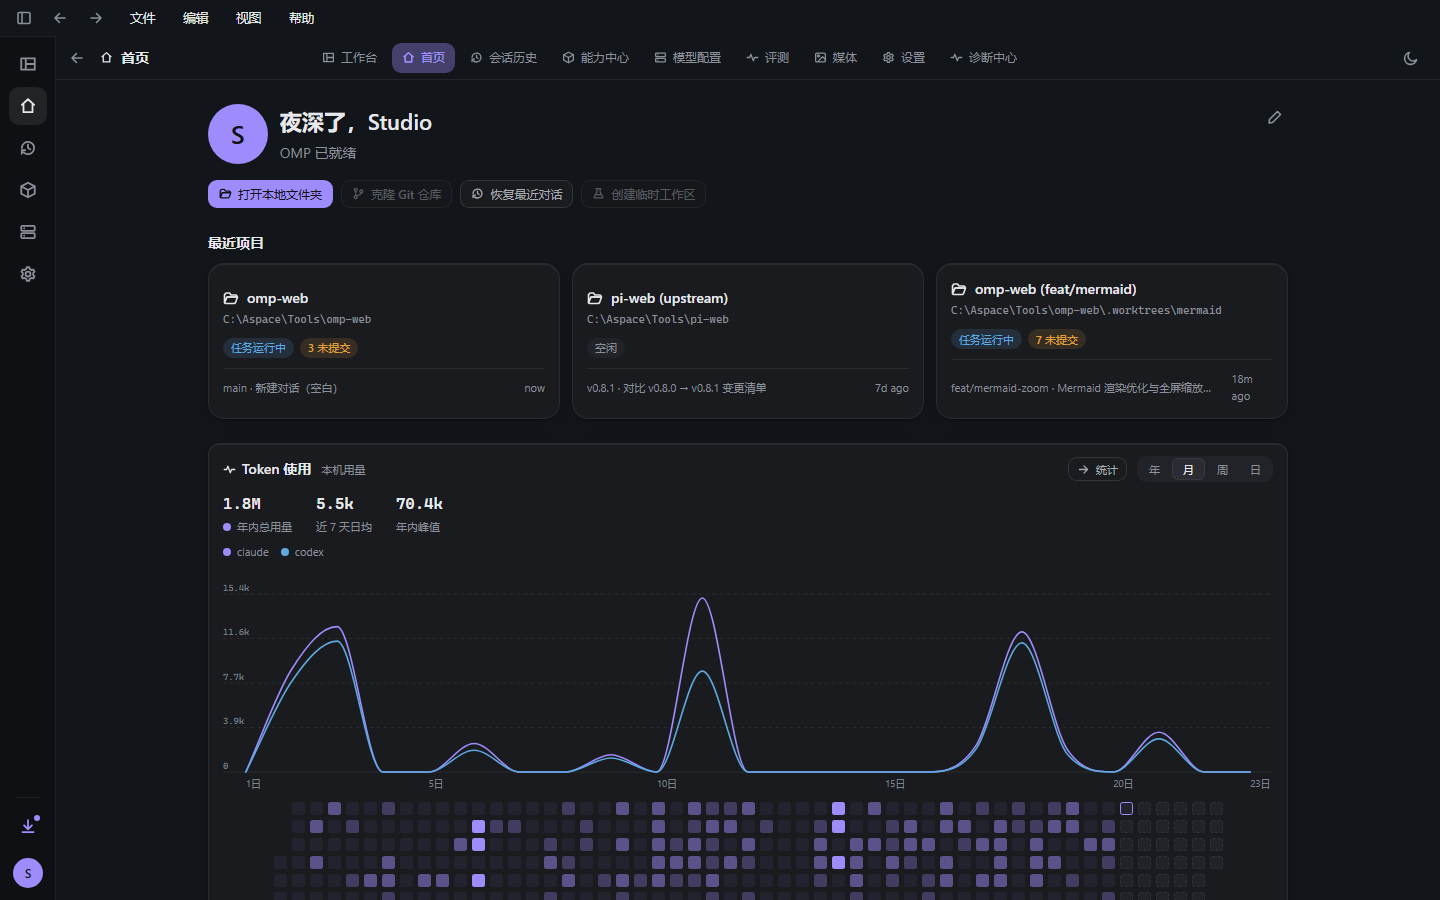 文件 编辑 视图 帮助
首页 工作台 首页 会话历史 能力中心 模型配置 评测 媒体 设置 诊断中心
S 夜深了，Studio
OMP 已就绪
打开本地文件夹 克隆 Git 仓库 恢复最近对话 创建临时工作区
最近项目
omp-web
C:\Aspace\Tools\omp-web
任务运行中 3 未提交
main · 新建对话（空白） now
pi-web (upstream)
C:\Aspace\Tools\pi-web
空闲
v0.8.1 · 对比 v0.8.0 → v0.8.1 变更清单 7d ago
omp-web (feat/mermaid)
C:\Aspace\Tools\omp-web\.worktrees\mermaid
任务运行中 7 未提交
feat/mermaid-zoom · Mermaid 渲染优化与全屏缩放... 18m
ago
Token 使用 本机用量 统计 年 月 周 日
1.8M 5.5k 70.4k
年内总用量 近 7 天日均 年内峰值
claude codex
15.4k
11.6k
7.7k
3.9k
0
1日 5日 10日 15日 20日 23日
S